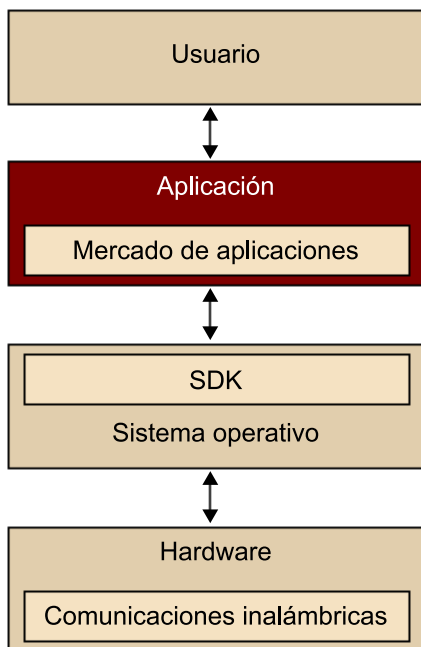 Usuario
Aplicación
Mercado de aplicaciones
SDK
Sistema operativo
Hardware
Comunicaciones inalámbricas